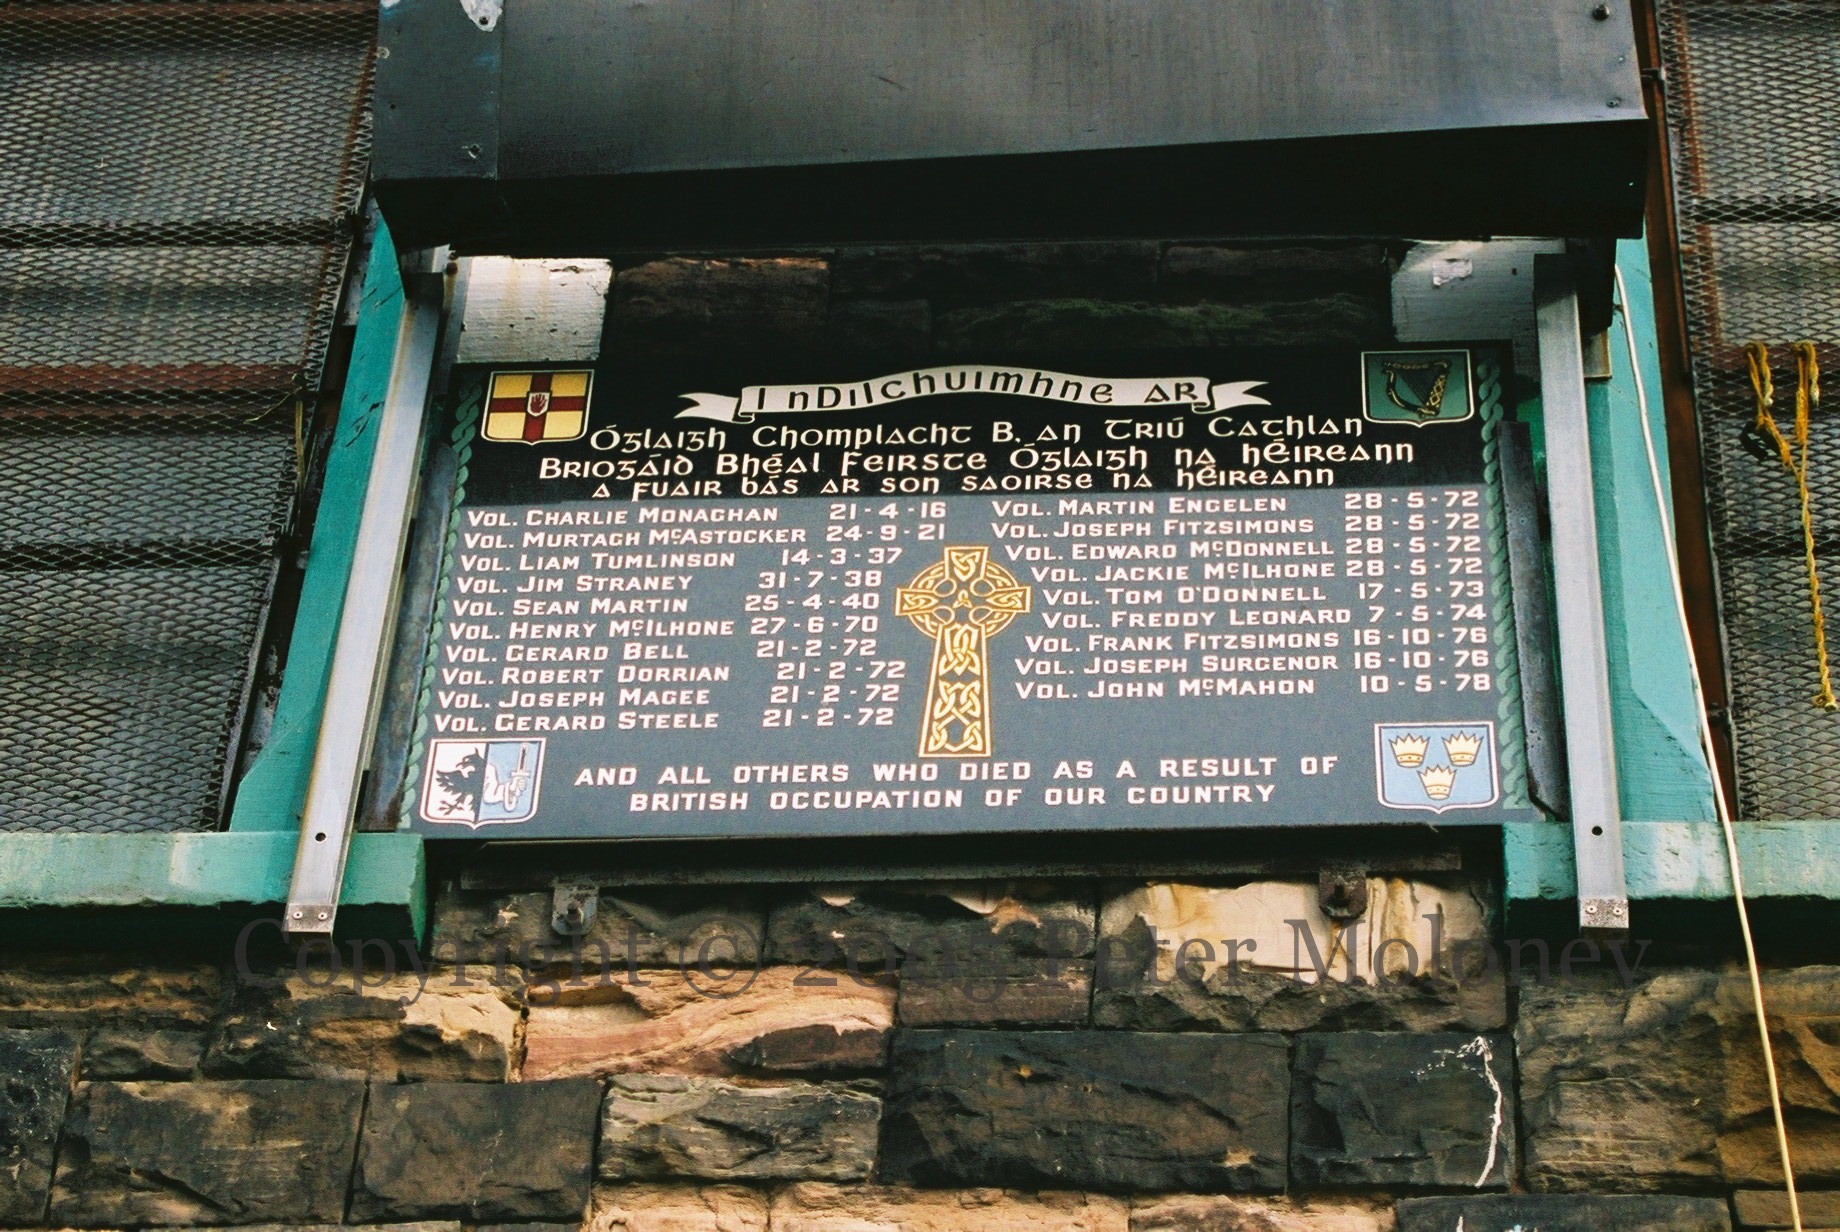 I nDILCHUIMHNE AR
Óglaigh Chomplacht B, an Tríú Cathlan
Briogáid Bhéal Feirste Óglaigh na hÉireann
a fuair bás ar son saoirse na hÉireann
VOL. CHARLIE MONAGHAN 21-4-16
VOL. MURTAGH McASTOCKER 24-9-21
VOL. LIAM TUMLINSON 14-3-37
VOL. JIM STRANEY 31-7-38
VOL. SEAN MARTIN 25-4-40
VOL. HENRY McILHONE 27-6-70
VOL. GERARD BELL 21-2-72
VOL. ROBERT DORRIAN 21-2-72
VOL. JOSEPH MAGEE 21-2-72
VOL. GERARD STEELE 21-2-72
VOL. MARTIN ENGELEN 28-5-72
VOL. JOSEPH FITZSIMONS 28-5-72
VOL. EDWARD McDONNELL 28-5-72
VOL. JACKIE McILHONE 28-5-72
VOL. TOM O'DONNELL 17-5-73
VOL. FREDDY LEONARD 7-5-74
VOL. FRANK FITZSIMONS 16-10-76
VOL. JOSEPH SURGENOR 16-10-76
VOL. JOHN McMAHON 10-5-78
AND ALL OTHERS WHO DIED AS A RESULT OF
BRITISH OCCUPATION OF OUR COUNTRY
Copyright © 2005 Peter Moloney